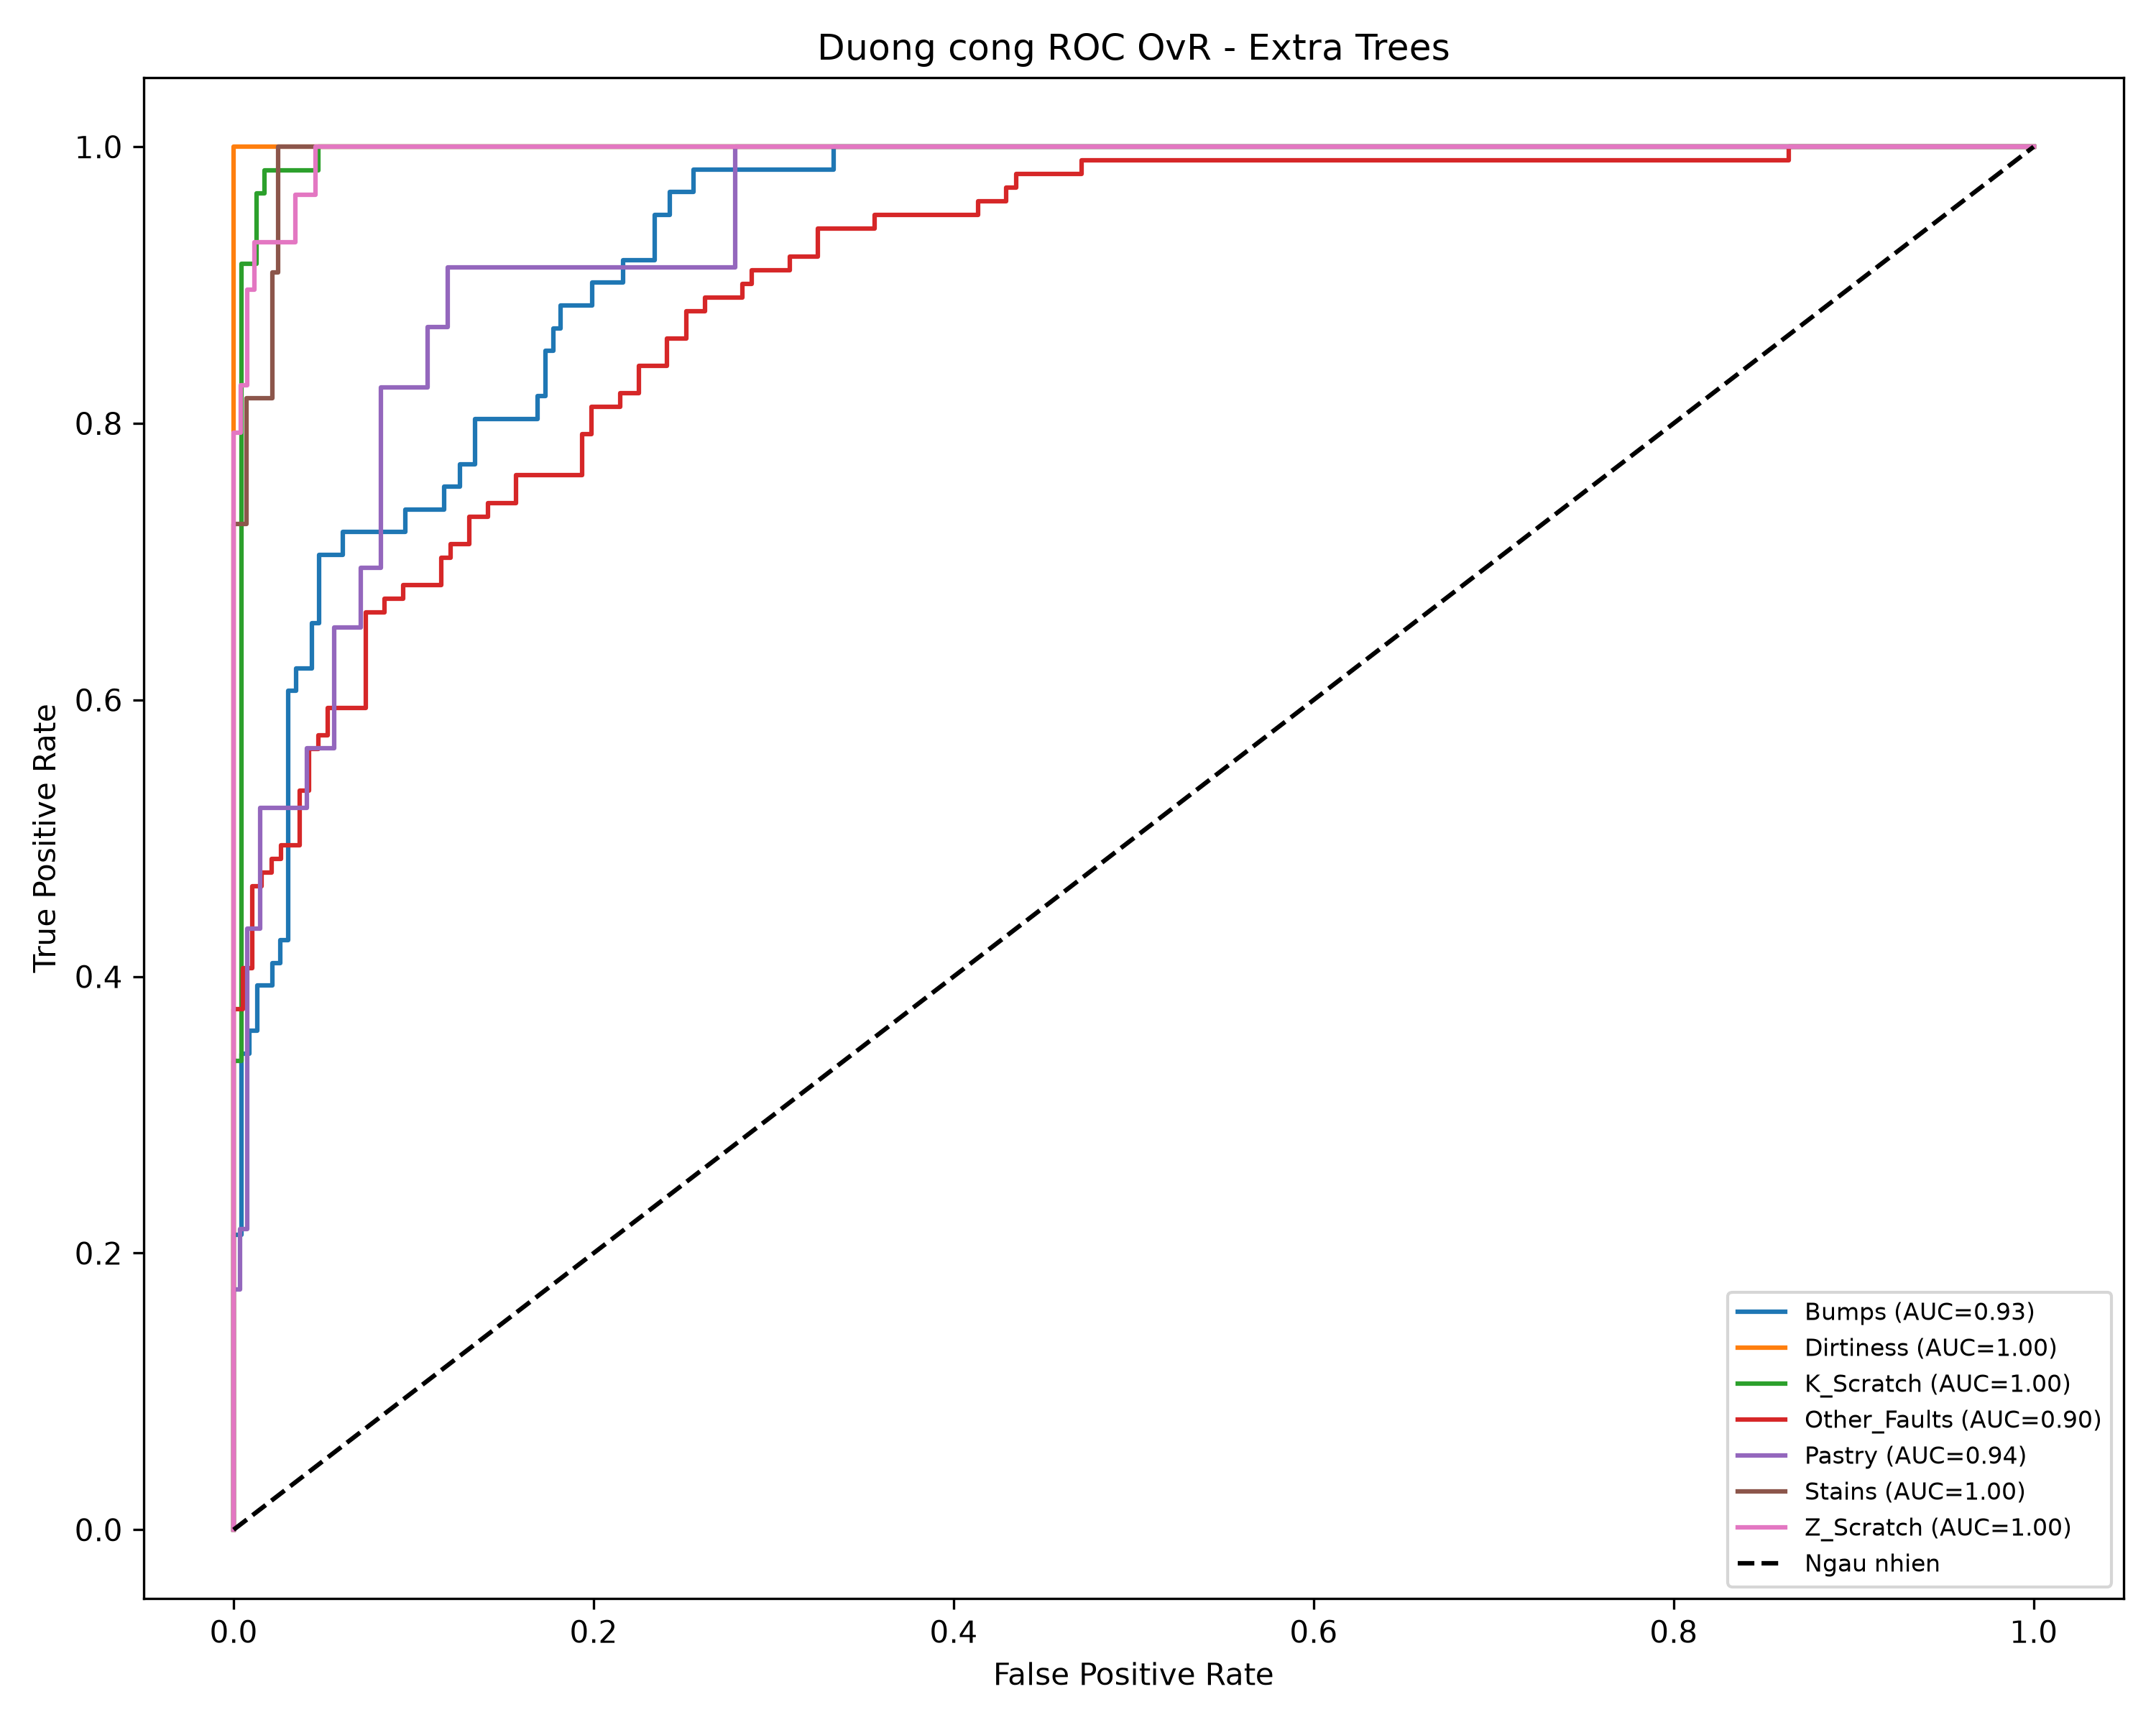 Duong cong ROC OvR - Extra Trees
True Positive Rate
1.0
0.8
0.6
0.4
0.2
0.0
0.0 0.2 0.4 0.6 0.8 1.0
False Positive Rate
Bumps (AUC=0.93)
Dirtiness (AUC=1.00)
K_Scratch (AUC=1.00)
Other_Faults (AUC=0.90)
Pastry (AUC=0.94)
Stains (AUC=1.00)
Z_Scratch (AUC=1.00)
Ngau nhien